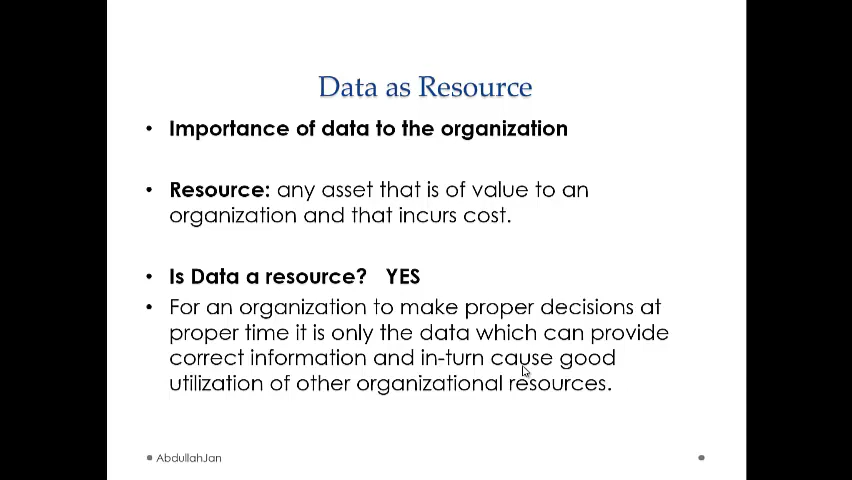 Data as Resource
• Importance of data to the organization
• Resource: any asset that is of value to an
organization and that incurs cost.
• Is Data a resource? YES
• For an organization to make proper decisions at
proper time it is only the data which can provide
correct information and in-turn cause good
utilization of other organizational resources.
• AbdullahJan